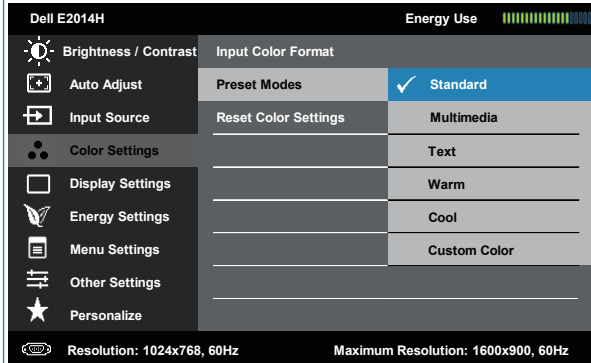 Dell E2014H Energy Use
Brightness / Contrast Input Color Format
Auto Adjust Preset Modes Standard
Input Source Reset Color Settings Multimedia
Color Settings Text
Display Settings Warm
Energy Settings Cool
Menu Settings Custom Color
Other Settings
Personalize
Resolution: 1024x768, 60Hz Maximum Resolution: 1600x900, 60Hz